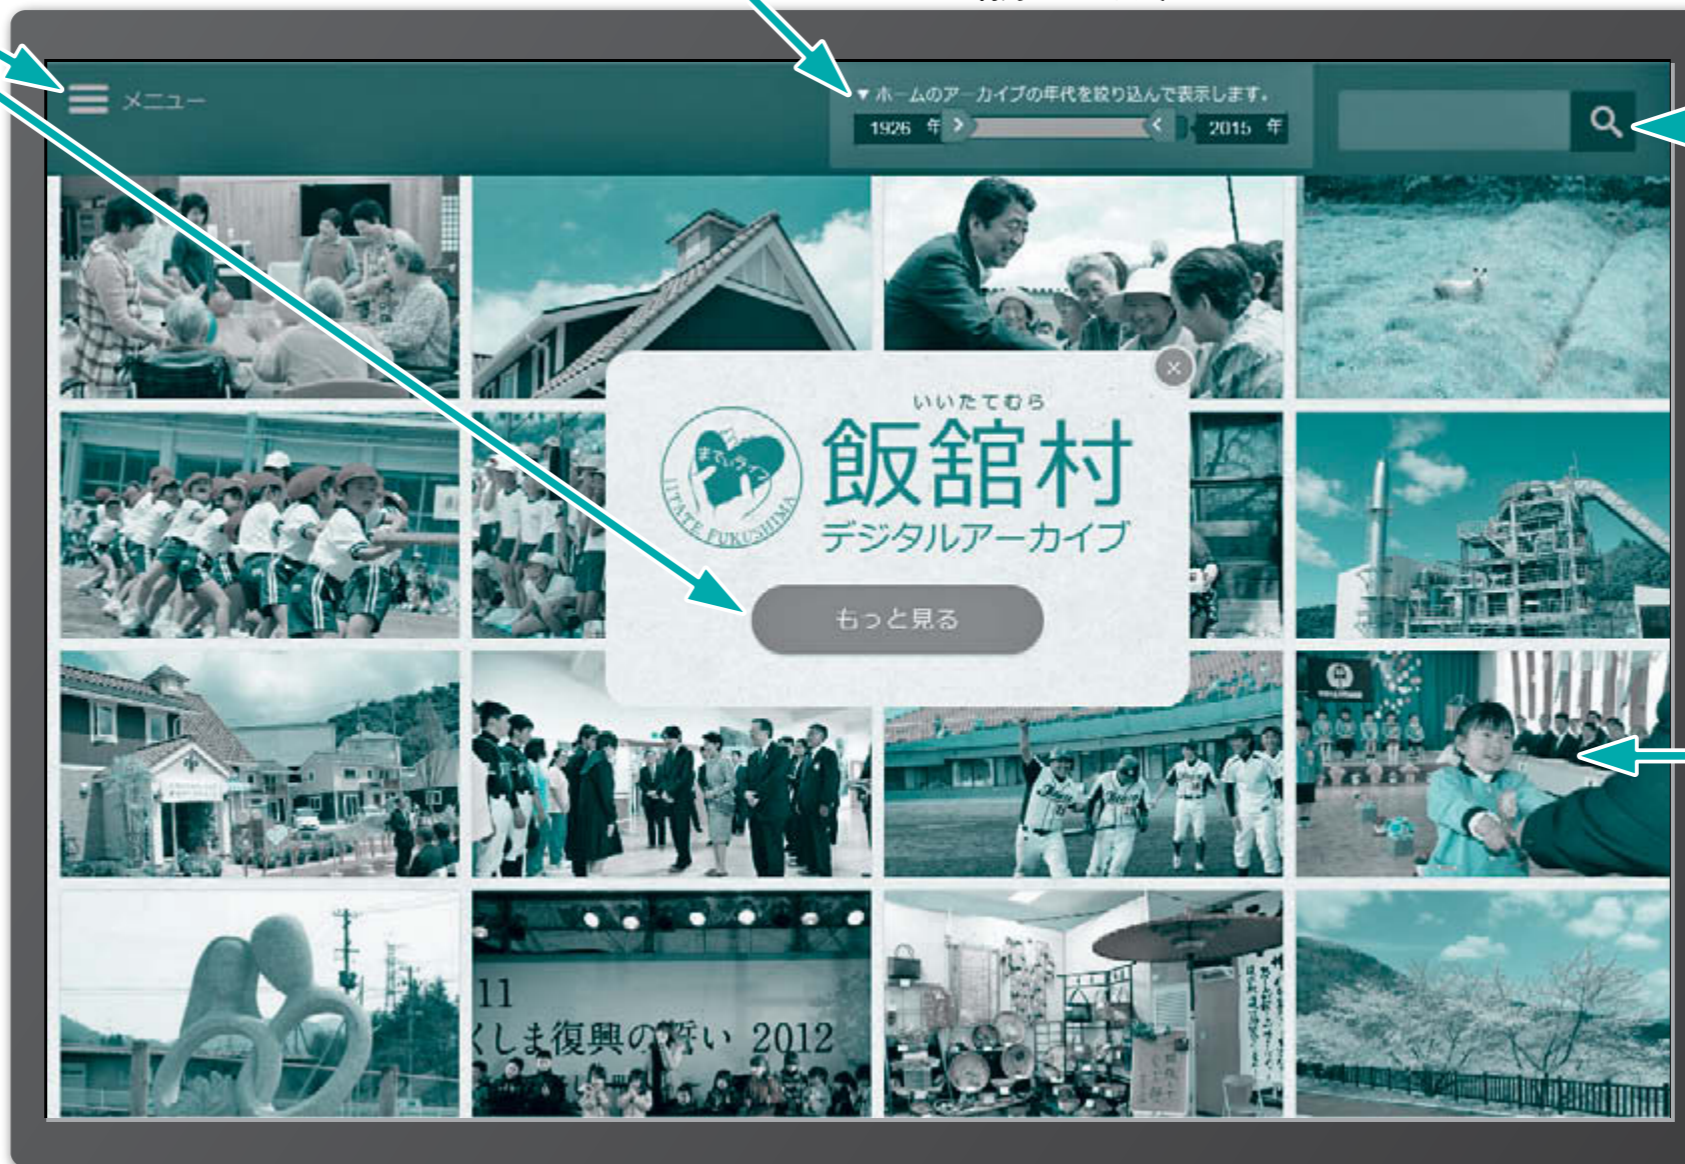 メニュー
▼ホームのアーカイブの年代を絞り込んで表示します。
1926 年
2015 年
いいたてむら
飯舘村
デジタルアーカイブ
までいライフ
IITATE FUKUSHIMA
もっと見る
11
くしま復興の誓い 2012